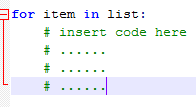 for item in list:
    # insert code here
    # ......
    # ......
    # ......